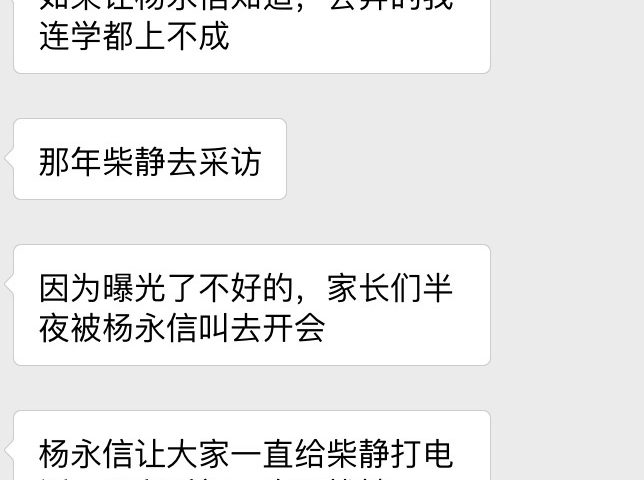 连学都上不成
那年柴静去采访
因为曝光了不好的，家长们半
夜被杨永信叫去开会
杨永信让大家一直给柴静打电